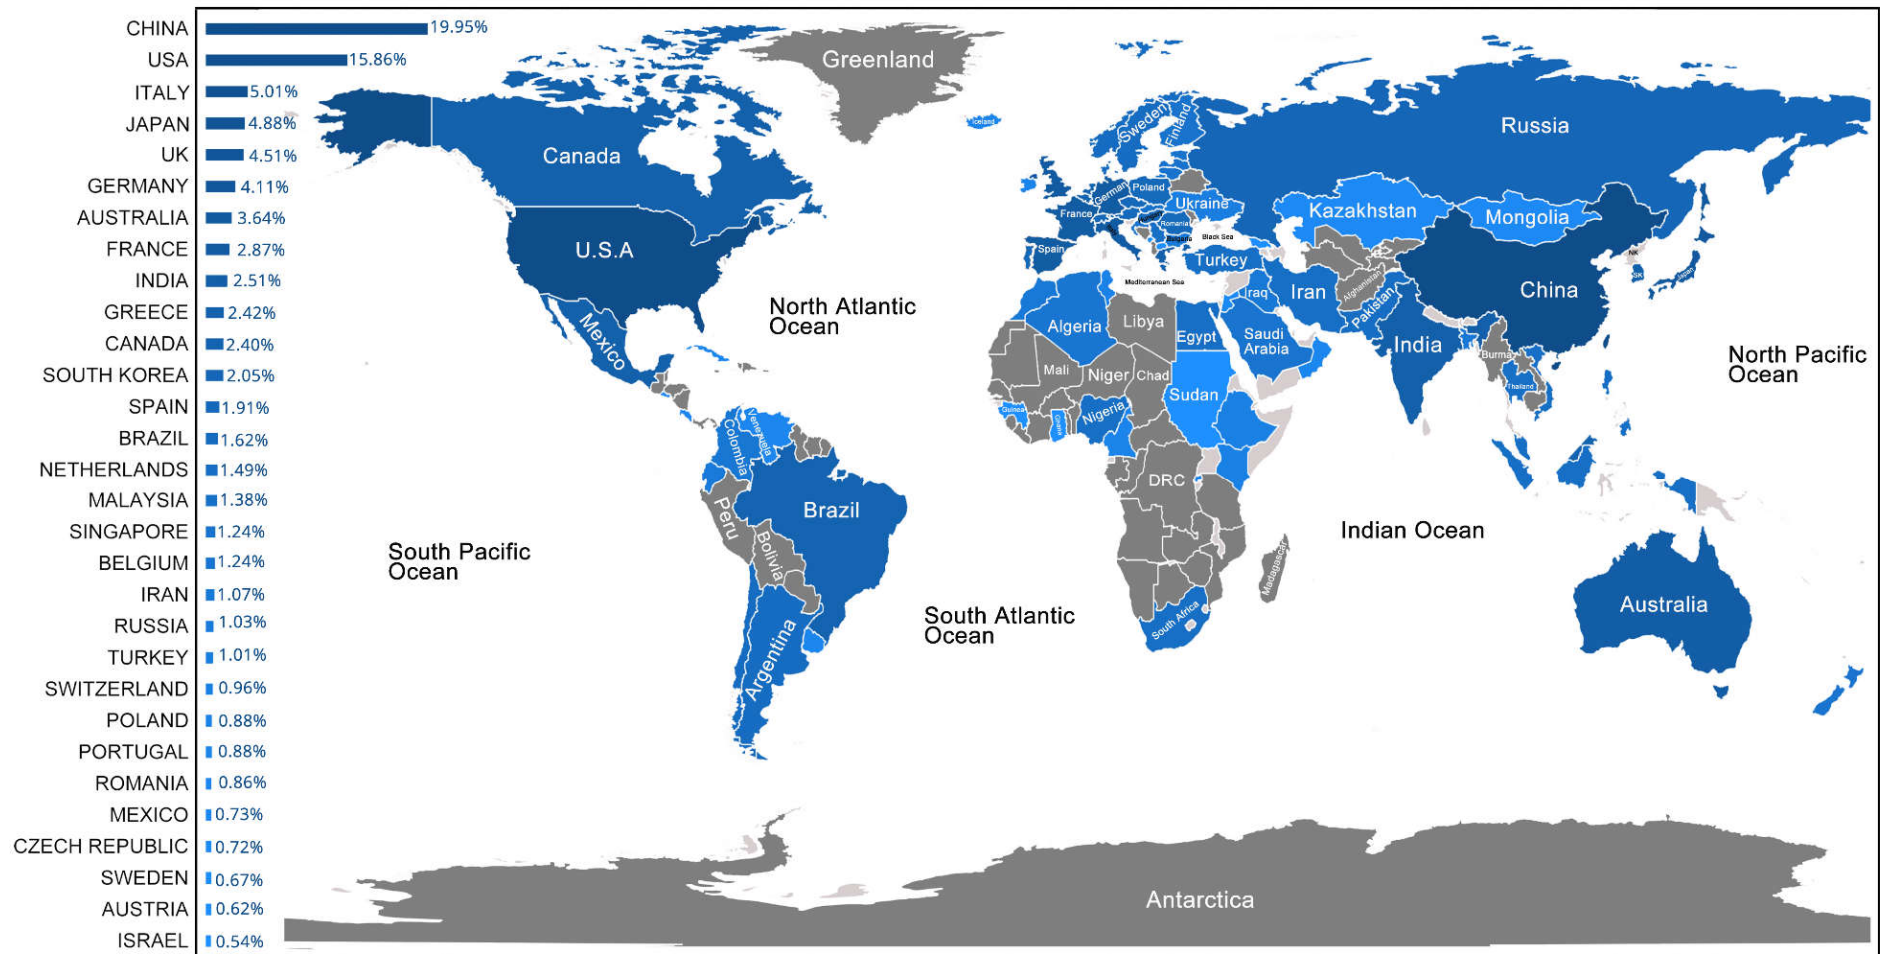 CHINA 19.95%
USA 15.86%
ITALY 5.01%
JAPAN 4.88%
UK 4.51%
GERMANY 4.11%
AUSTRALIA 3.64%
FRANCE 2.87%
INDIA 2.51%
GREECE 2.42%
CANADA 2.40%
SOUTH KOREA 2.05%
SPAIN 1.91%
BRAZIL 1.62%
NETHERLANDS 1.49%
MALAYSIA 1.38%
SINGAPORE 1.24%
BELGIUM 1.24%
IRAN 1.07%
RUSSIA 1.03%
TURKEY 1.01%
SWITZERLAND 0.96%
POLAND 0.88%
PORTUGAL 0.88%
ROMANIA 0.86%
MEXICO 0.73%
CZECH REPUBLIC 0.72%
SWEDEN 0.67%
AUSTRIA 0.62%
ISRAEL 0.54%
Greenland
Iceland
Canada
U.S.A
Mexico
North Atlantic
Ocean
Venezuela
Colombia
Peru
Brazil
Bolivia
Argentina
South Pacific
Ocean
South Atlantic
Ocean
Sweden
Finland
Russia
German
Poland
France
Ukraine
Romania
Bulgaria
Spain
Black Sea
Turkey
Mediterranean Sea
Kazakhstan
Mongolia
China
NK
SK
Japan
Iraq
Iran
Afghanistan
Pakistan
Saudi
Arabia
India
Burma
Thailand
Algeria
Libya
Egypt
Mali
Niger
Chad
Sudan
Guinea
Ghana
Nigeria
DRC
Madagascar
South Africa
Indian Ocean
North Pacific
Ocean
Australia
Antarctica